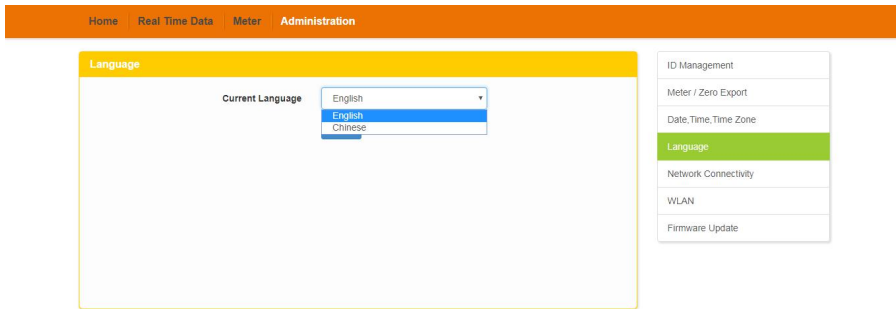 Home Real Time Data Meter Administration
Language
Current Language English
English
Chinese
ID Management
Meter / Zero Export
Date,Time,Time Zone
Language
Network Connectivity
WLAN
Firmware Update